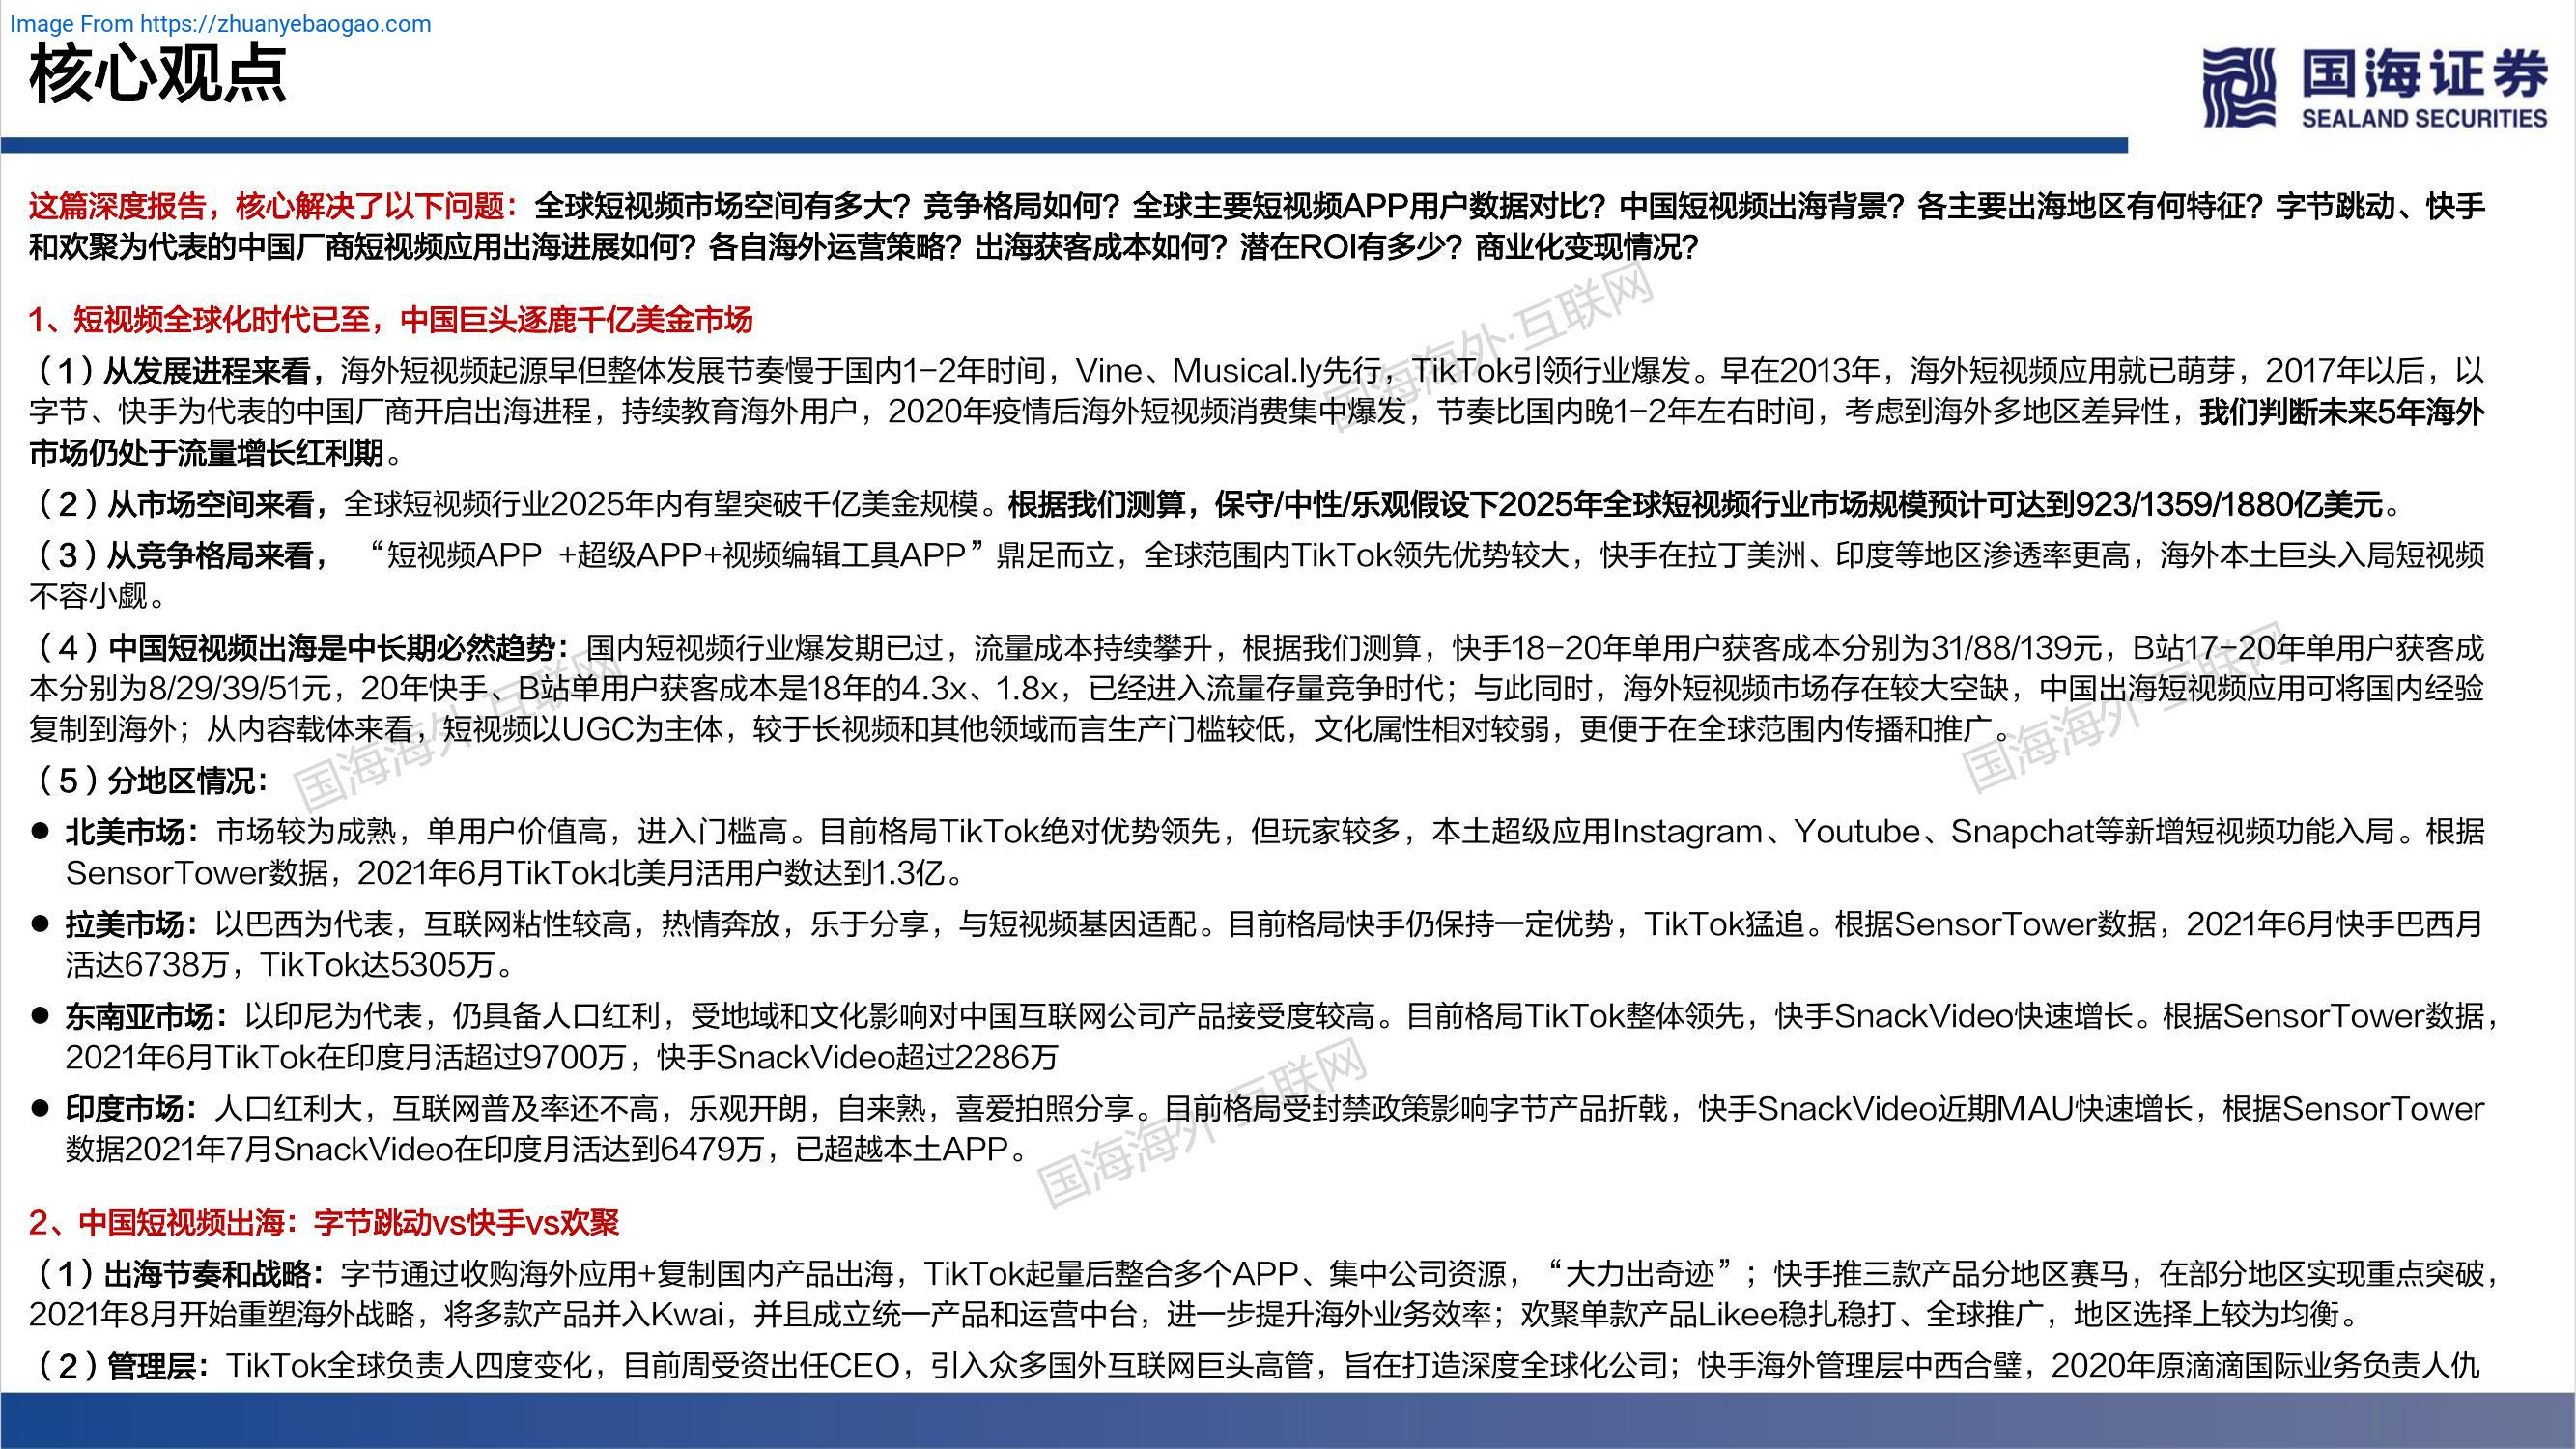 Image From https://zhuanyebaogao.com
核心观点
国海证券
SEALAND SECURITIES
这篇深度报告，核心解决了以下问题：全球短视频市场空间有多大？竞争格局如何？全球主要短视频APP用户数据对比？中国短视频出海背景？各主要出海地区有何特征？字节跳动、快手
和欢聚为代表的中国厂商短视频应用出海进展如何？各自海外运营策略？出海获客成本如何？潜在ROI有多少？商业化变现情况？
1、短视频全球化时代已至，中国巨头逐鹿千亿美金市场
（1）从发展进程来看，海外短视频起源早但整体发展节奏慢于国内1-2年时间，Vine、Musical.ly先行，TikTok引领行业爆发。早在2013年，海外短视频应用就已萌芽，2017年以后，以
字节、快手为代表的中国厂商开启出海进程，持续教育海外用户，2020年疫情后海外短视频消费集中爆发，节奏比国内晚1-2年左右时间，考虑到海外多地区差异性，我们判断未来5年海外
市场仍处于流量增长红利期。
（2）从市场空间来看，全球短视频行业2025年内有望突破千亿美金规模。根据我们测算，保守/中性/乐观假设下2025年全球短视频行业市场规模预计可达到923/1359/1880亿美元。
（3）从竞争格局来看， “短视频APP +超级APP+视频编辑工具APP”鼎足而立，全球范围内TikTok领先优势较大，快手在拉丁美洲、印度等地区渗透率更高，海外本土巨头入局短视频
不容小觑。
（4）中国短视频出海是中长期必然趋势：国内短视频行业爆发期已过，流量成本持续攀升，根据我们测算，快手18-20年单用户获客成本分别为31/88/139元，B站17-20年单用户获客成
本分别为8/29/39/51元，20年快手、B站单用户获客成本是18年的4.3x、1.8x，已经进入流量存量竞争时代；与此同时，海外短视频市场存在较大空缺，中国出海短视频应用可将国内经验
复制到海外；从内容载体来看，短视频以UGC为主体，较于长视频和其他领域而言生产门槛较低，文化属性相对较弱，更便于在全球范围内传播和推广。
（5）分地区情况：
● 北美市场：市场较为成熟，单用户价值高，进入门槛高。目前格局TikTok绝对优势领先，但玩家较多，本土超级应用Instagram、Youtube、Snapchat等新增短视频功能入局。根据
SensorTower数据，2021年6月TikTok北美月活用户数达到1.3亿。
● 拉美市场：以巴西为代表，互联网粘性较高，热情奔放，乐于分享，与短视频基因适配。目前格局快手仍保持一定优势，TikTok猛追。根据SensorTower数据，2021年6月快手巴西月
活达6738万，TikTok达5305万。
● 东南亚市场：以印尼为代表，仍具备人口红利，受地域和文化影响对中国互联网公司产品接受度较高。目前格局TikTok整体领先，快手SnackVideo快速增长。根据SensorTower数据，
2021年6月TikTok在印度月活超过9700万，快手SnackVideo超过2286万
● 印度市场：人口红利大，互联网普及率还不高，乐观开朗，自来熟，喜爱拍照分享。目前格局受封禁政策影响字节产品折戟，快手SnackVideo近期MAU快速增长，根据SensorTower
数据2021年7月SnackVideo在印度月活达到6479万，已超越本土APP。
2、中国短视频出海：字节跳动vs快手vs欢聚
（1）出海节奏和战略：字节通过收购海外应用+复制国内产品出海，TikTok起量后整合多个APP、集中公司资源，“大力出奇迹”；快手推三款产品分地区赛马，在部分地区实现重点突破，
2021年8月开始重塑海外战略，将多款产品并入Kwai，并且成立统一产品和运营中台，进一步提升海外业务效率；欢聚单款产品Likee稳扎稳打、全球推广，地区选择上较为均衡。
（2）管理层：TikTok全球负责人四度变化，目前周受资出任CEO，引入众多国外互联网巨头高管，旨在打造深度全球化公司；快手海外管理层中西合璧，2020年原滴滴国际业务负责人仇
国海海外·互联网
国海海外·互联网
国海海外·互联网
国海海外·互联网